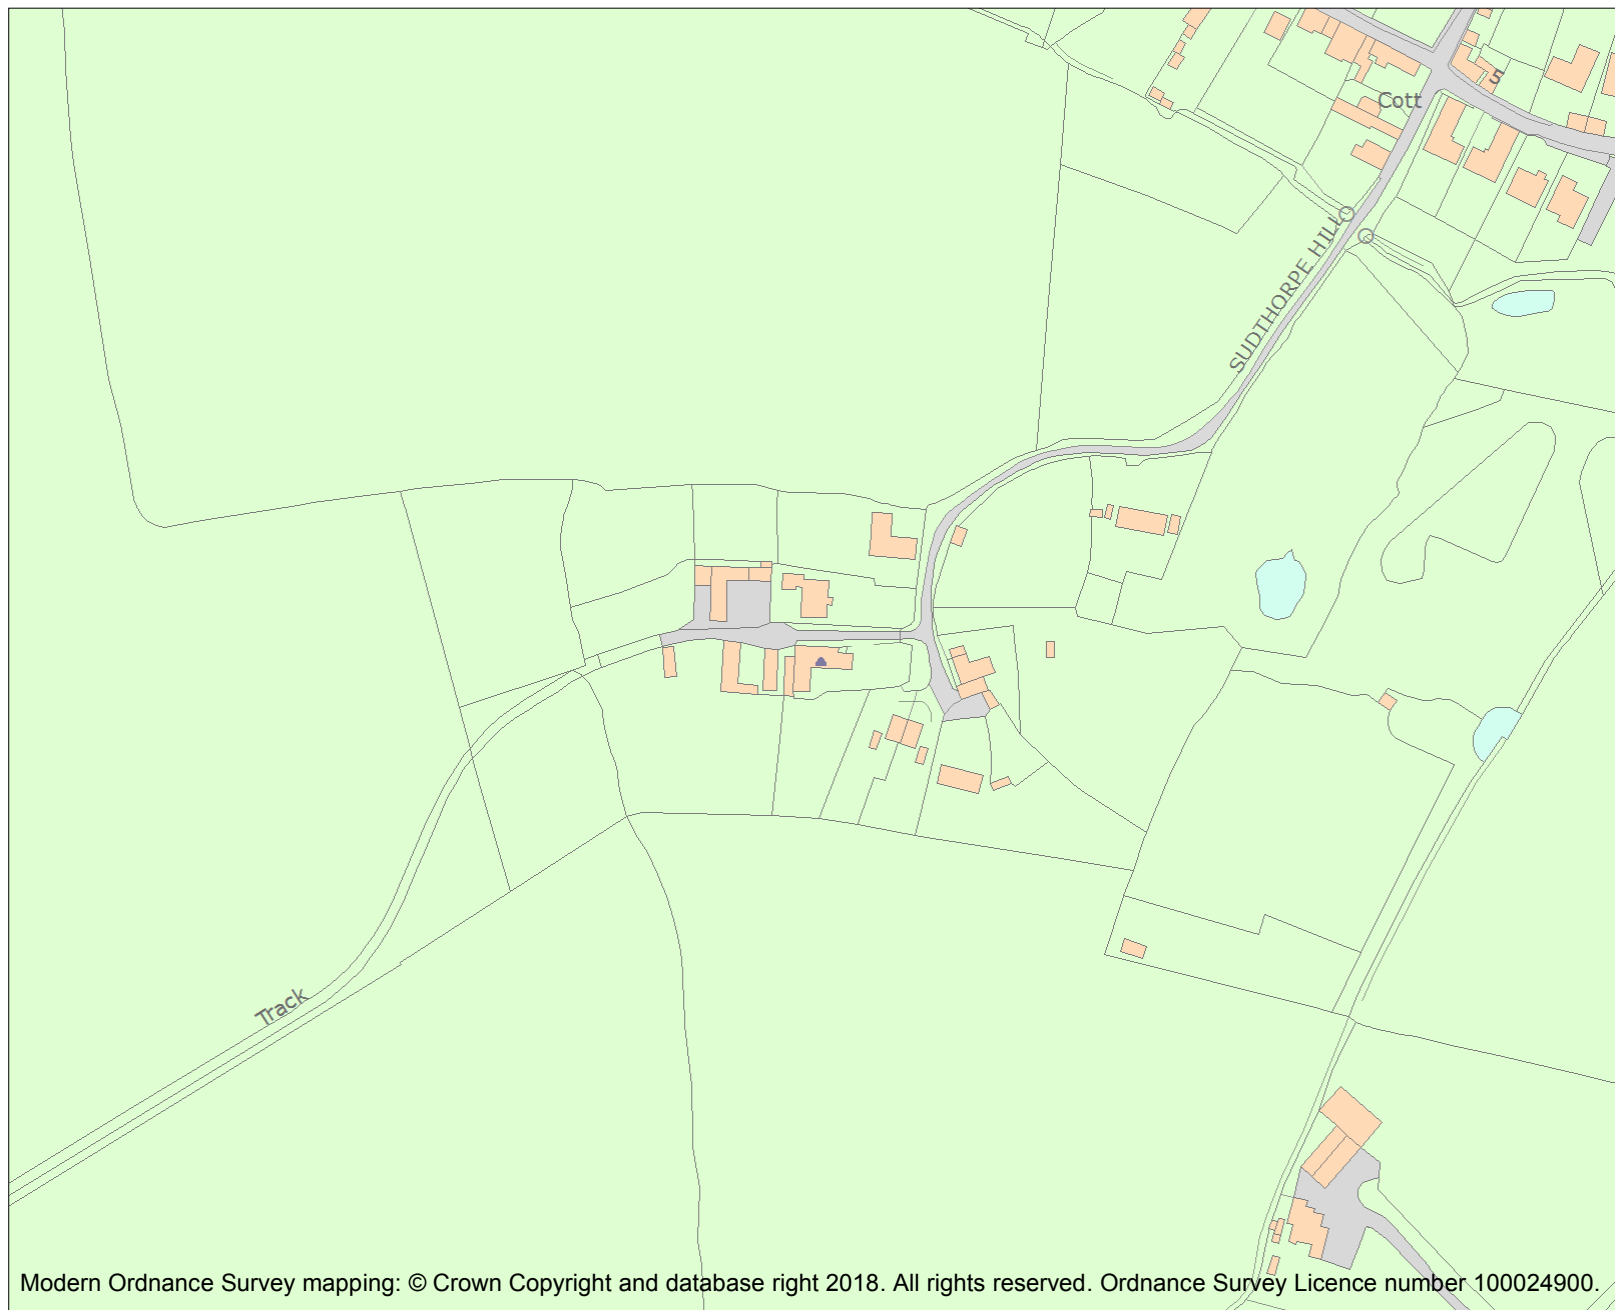 5
Cott
SUDTHORPE HILL
Track
Modern Ordnance Survey mapping: © Crown Copyright and database right 2018. All rights reserved. Ordnance Survey Licence number 100024900.